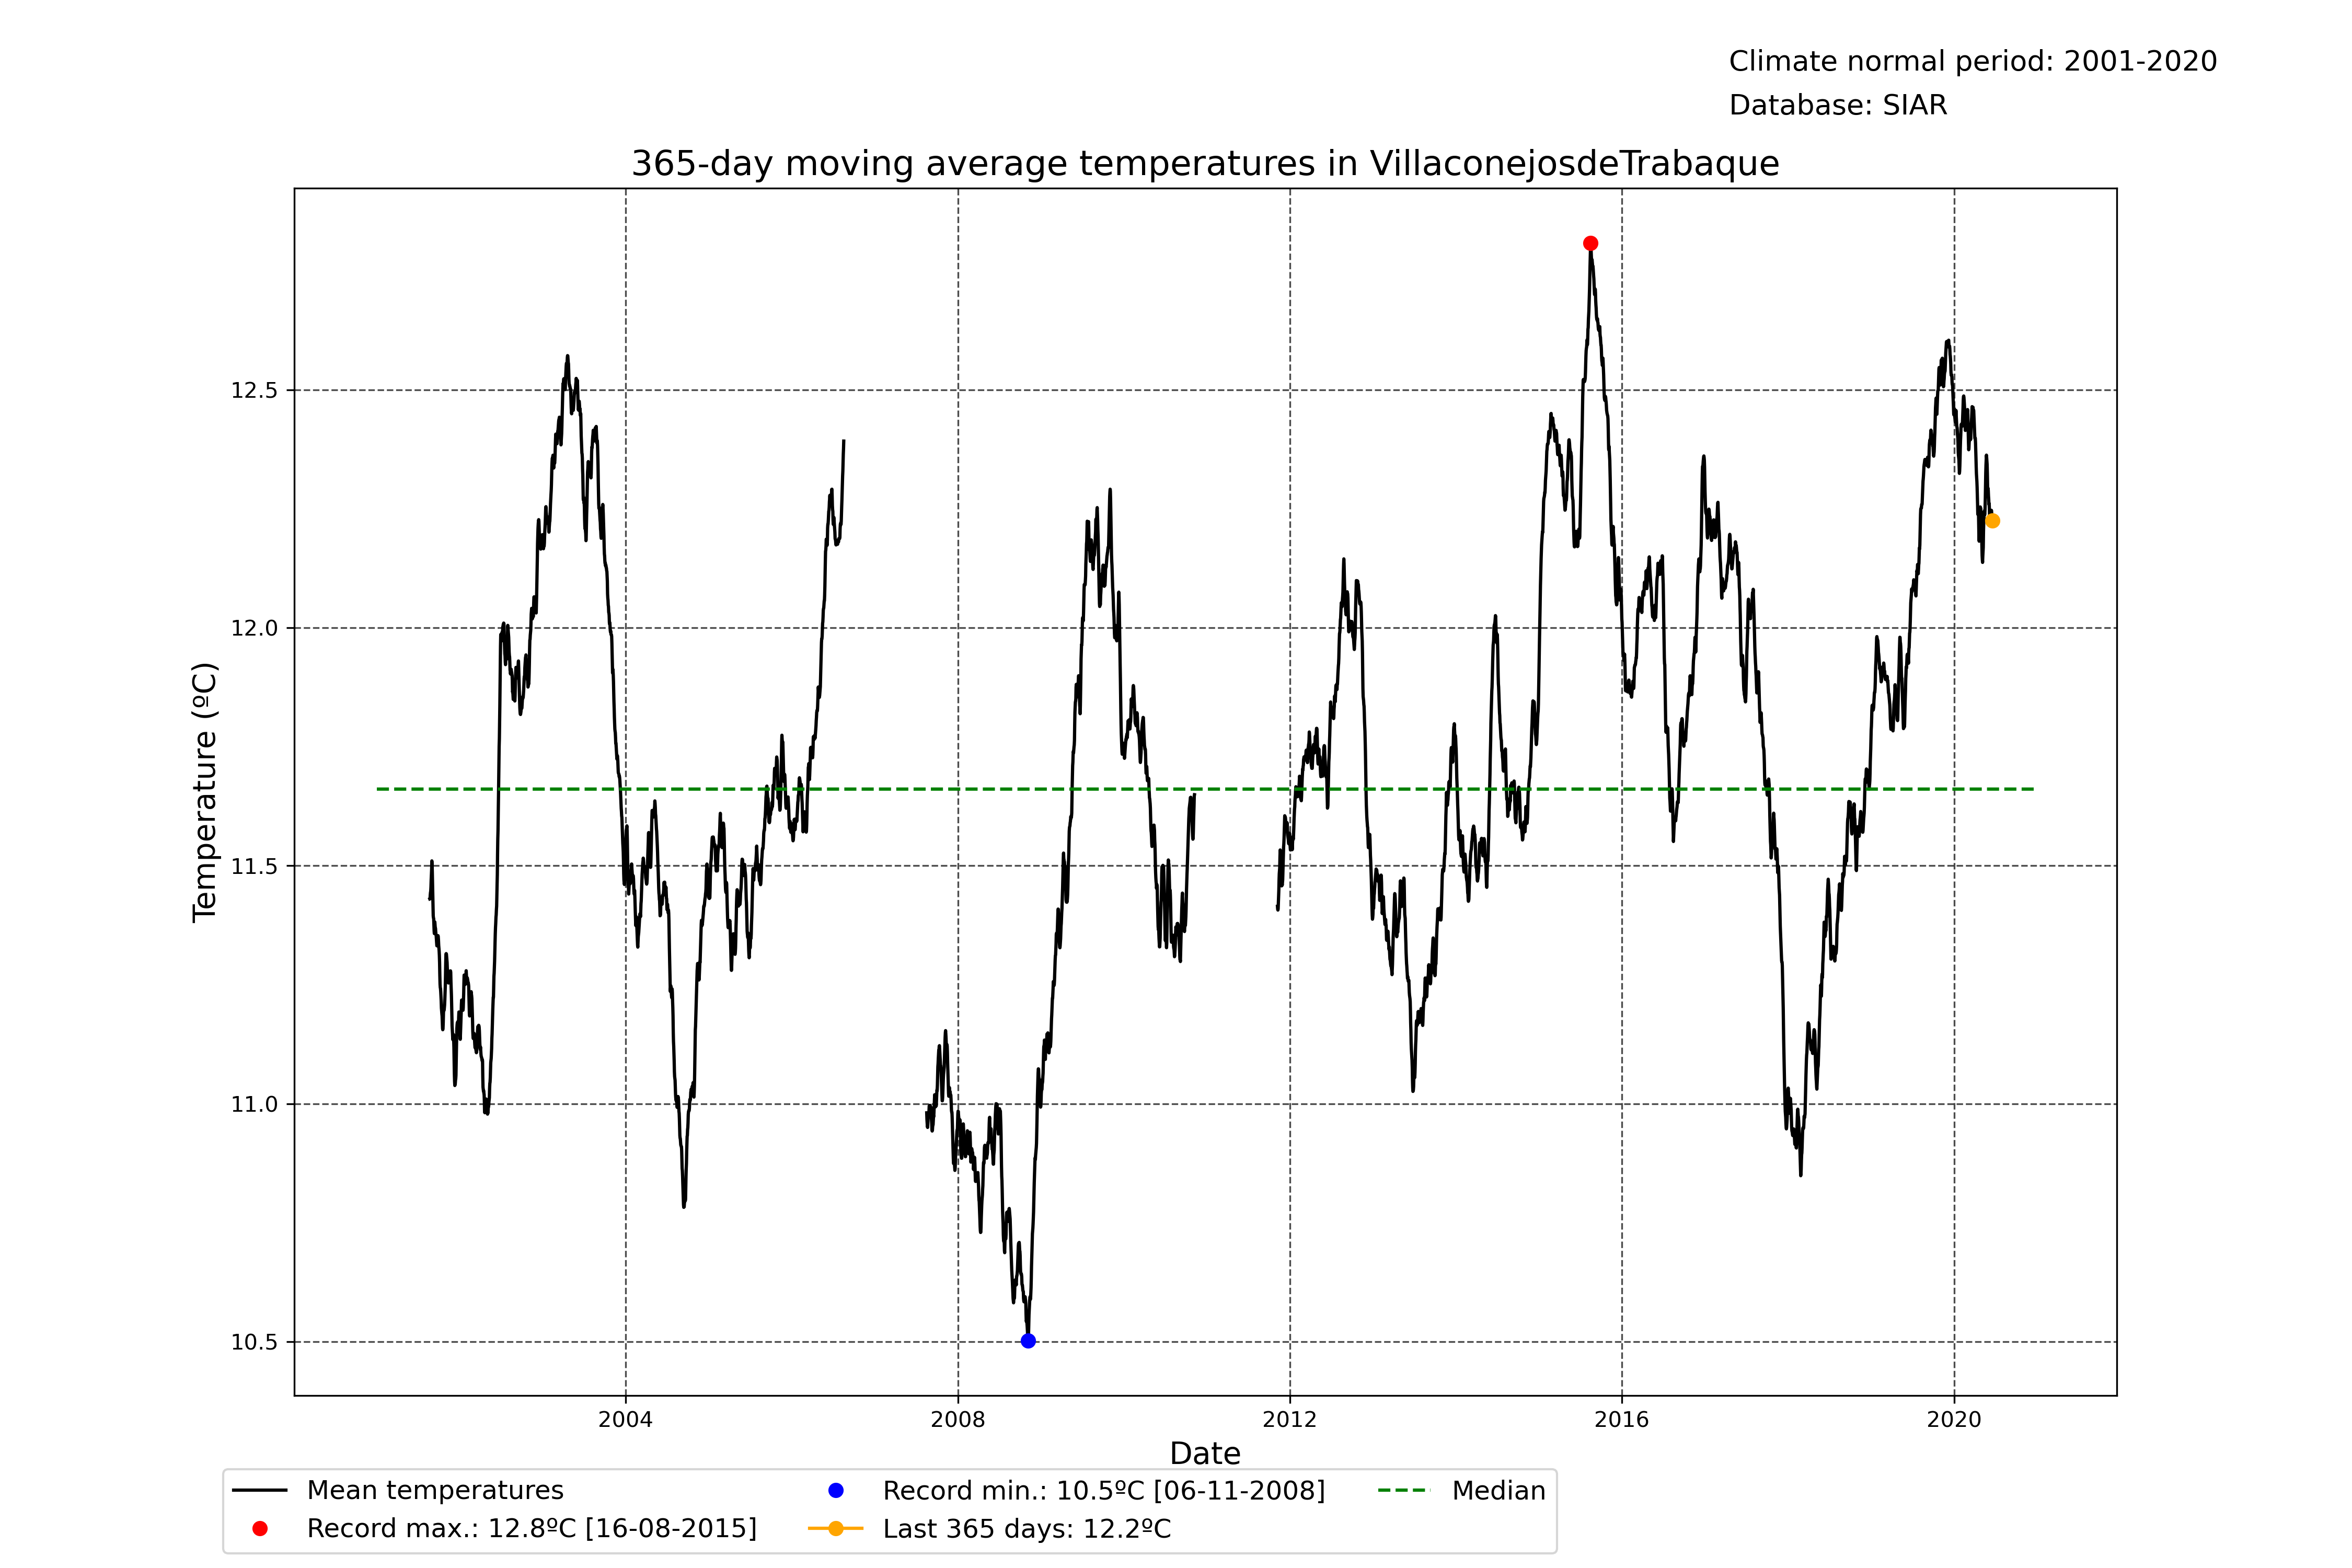 Climate normal period: 2001-2020
Database: SIAR
365-day moving average temperatures in VillaconejosdeTrabaque
Temperature (ºC)
12.5
12.0
11.5
11.0
10.5
2004
2008
2012
2016
2020
Date
Mean temperatures
Record max.: 12.8ºC [16-08-2015]
Record min.: 10.5ºC [06-11-2008]
Last 365 days: 12.2ºC
Median